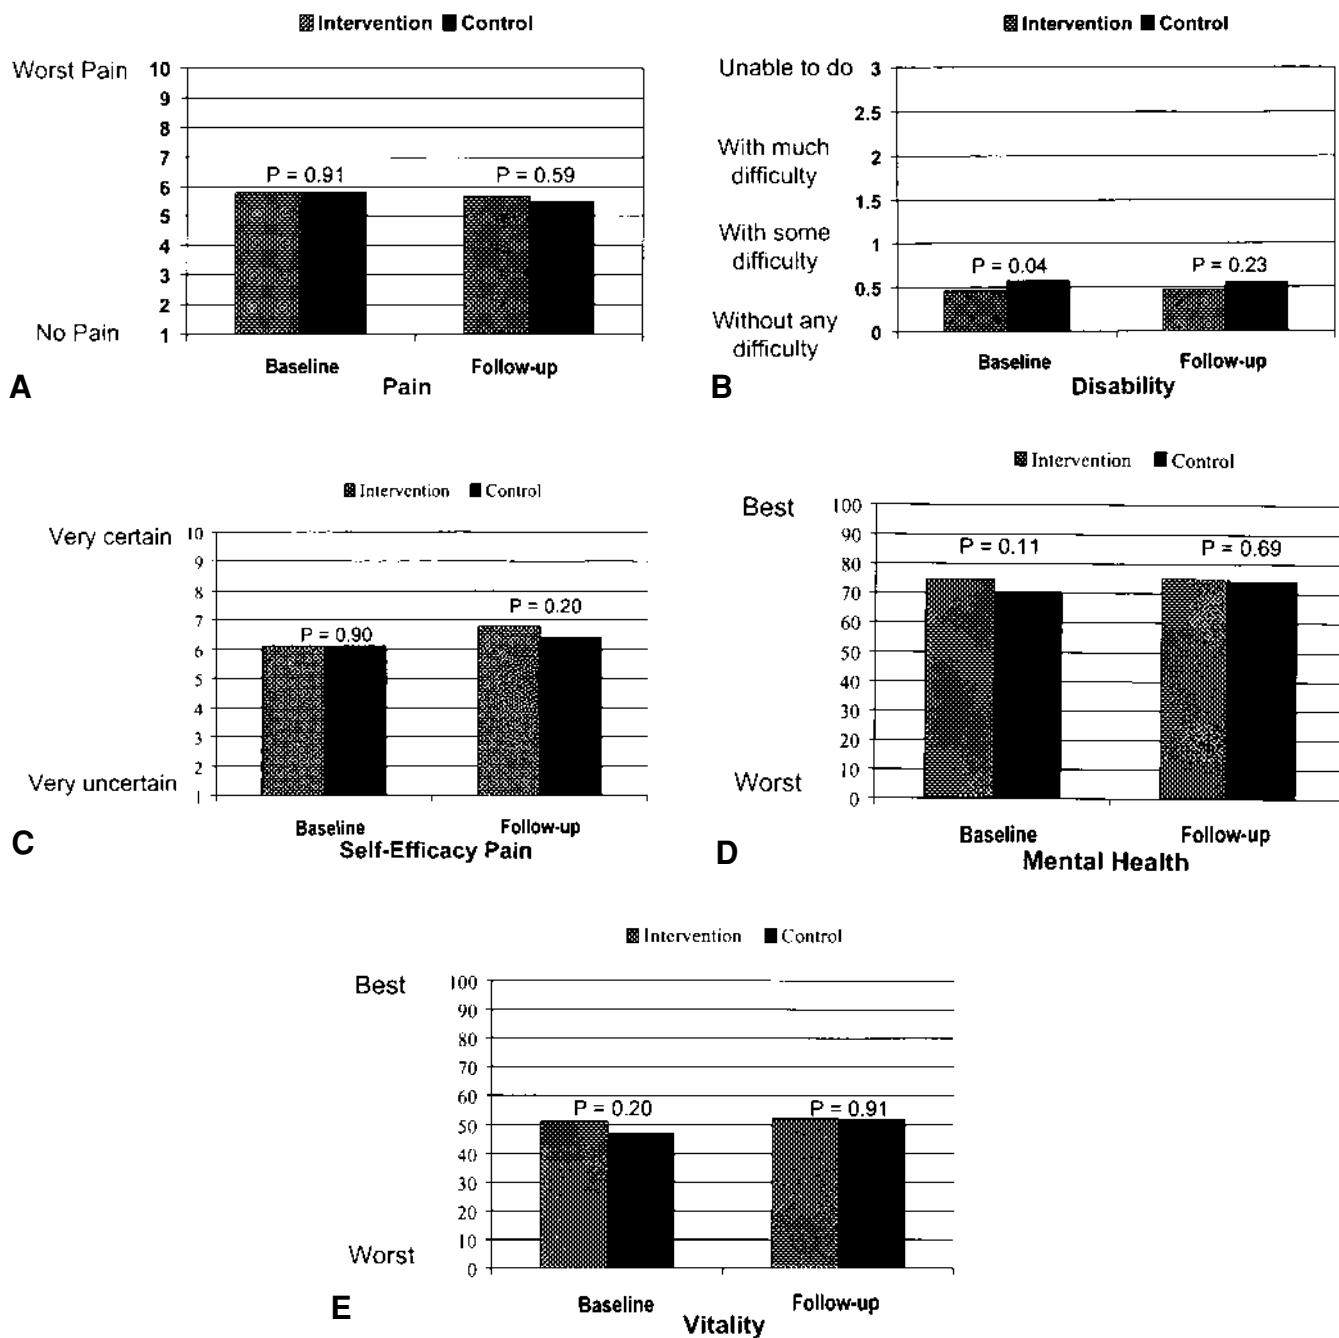 Intervention Control
Worst Pain
10
9
8
7
6
5
4
3
2
1
No Pain
P = 0.91
P = 0.59
Baseline
Follow-up
Pain
A
Intervention Control
Unable to do
With much
difficulty
With some
difficulty
Without any
difficulty
3
2.5
2
1.5
1
0.5
0
P = 0.04
P = 0.23
Baseline
Follow-up
Disability
B
Intervention Control
Very certain
Very uncertain
10
9
8
7
6
5
4
3
2
1
P = 0.90
P = 0.20
Baseline
Follow-up
Self-Efficacy Pain
C
Intervention Control
Best
Worst
100
90
80
70
60
50
40
30
20
10
0
P = 0.11
P = 0.69
Baseline
Follow-up
Mental Health
D
Intervention Control
Best
Worst
100
90
80
70
60
50
40
30
20
10
0
P = 0.20
P = 0.91
Baseline
Follow-up
Vitality
E